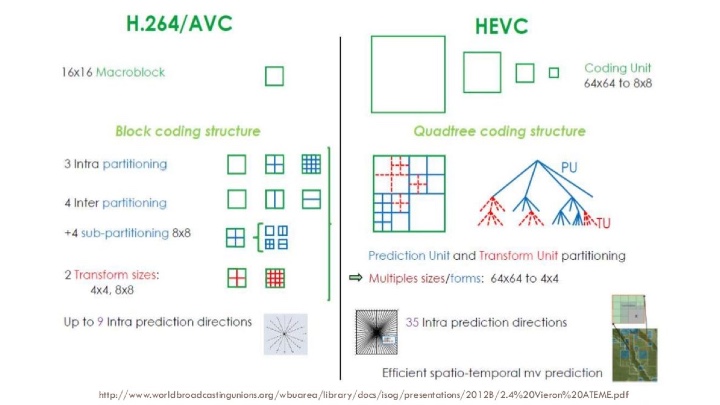 H.264/AVC
16x16 Macroblock
Block coding structure
3 Intra partitioning
4 Inter partitioning
+4 sub-partitioning 8x8
2 Transform sizes:
4x4, 8x8
Up to 9 Intra prediction directions
HEVC
Coding Unit
64x64 to 8x8
Quadtree coding structure
PU
TU
Prediction Unit and Transform Unit partitioning
Multiples sizes/forms: 64x64 to 4x4
35 Intra prediction directions
Efficient spatio-temporal mv prediction
http://www.worldbroadcastingunions.org/wbuarea/library/docs/isog/presentations/2012B/2.4%20Vieron%20ATEME.pdf